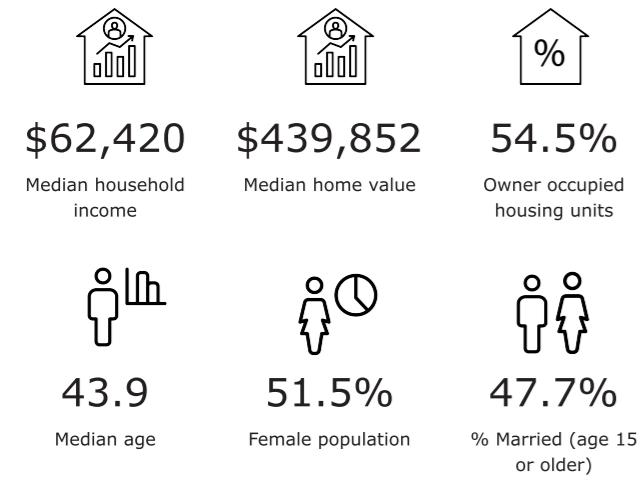 %
$62,420
$439,852
54.5%
Median household
income
Median home value
Owner occupied
housing units
43.9
51.5%
47.7%
Median age
Female population
% Married (age 15
or older)